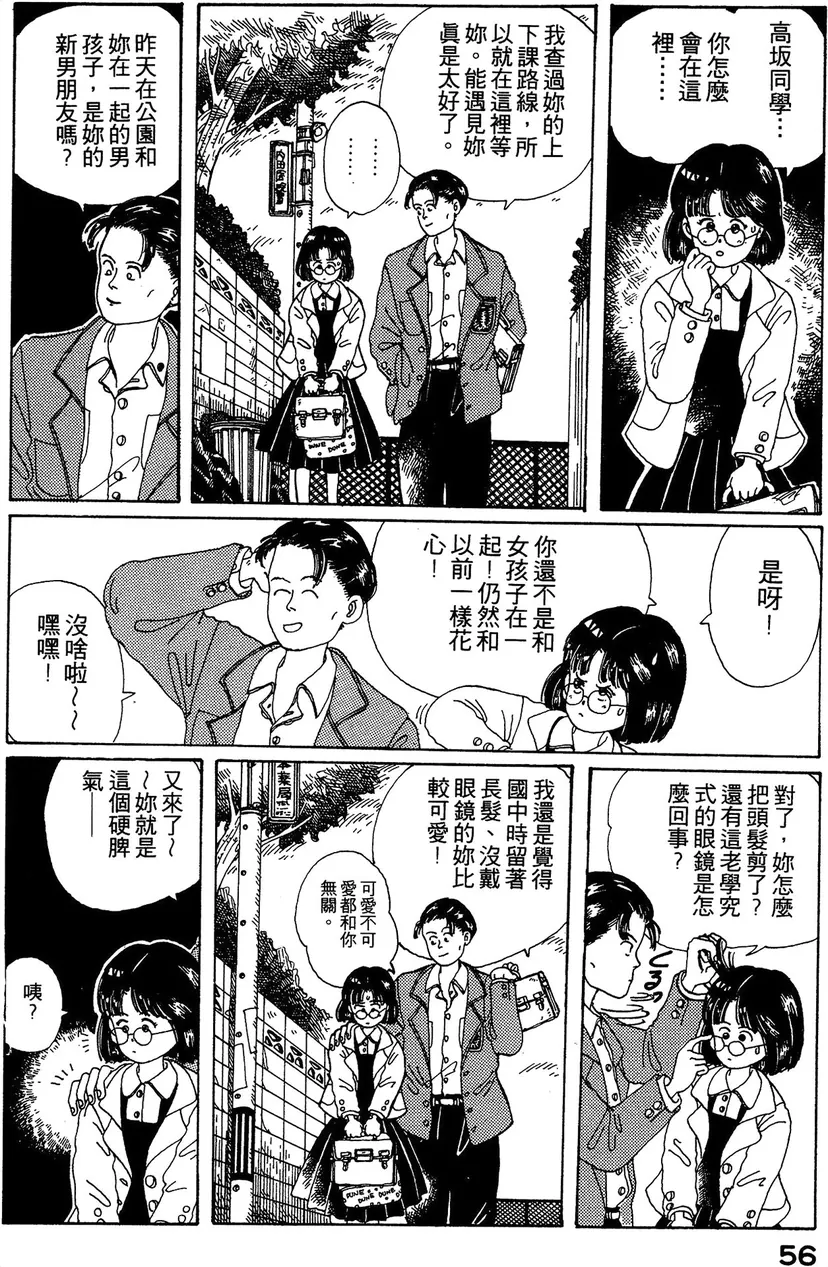 高坂同學…
你怎麼
會在這
裡……
我查過妳的上
下課路線，所
以就在這裡等
妳。能遇見妳
真是太好了。
……
DUNE
DONE
昨天在公園和
妳在一起的男
孩子，是妳的
新男朋友嗎？
是呀！
你還不是和
女孩子在一
起！仍然和
以前一樣花
心！
沒啥啦～～
嘿嘿！
對了，妳怎麼
把頭髮剪了？
還有這老學究
式的眼鏡是怎
麼回事？
くるっ
我還是覺得
國中時留著
長髮、沒戴
眼鏡的妳比
較可愛！
可愛不可
愛都和你
無關。
DUNE
DUNE DONE
又來了～
～妳就是
這個硬脾
氣——
咦？
56